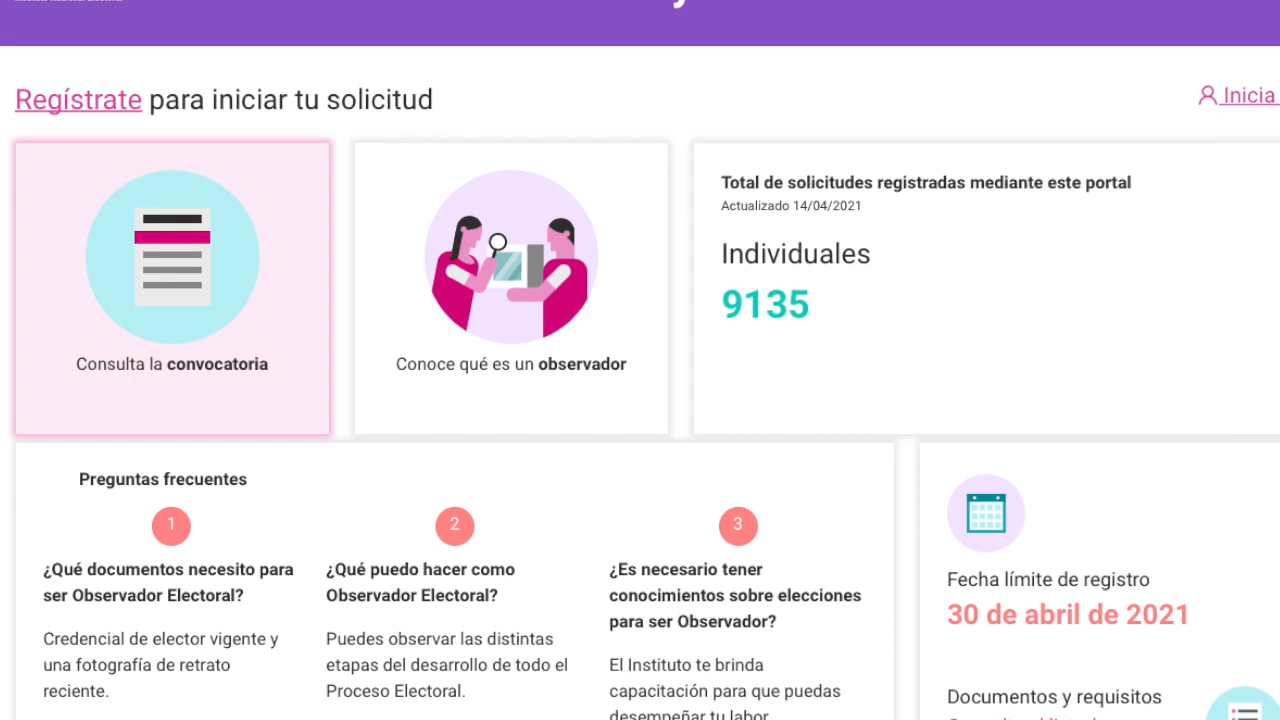 Regístrate para iniciar tu solicitud
Inicia
Consulta la convocatoria
Conoce qué es un observador
Total de solicitudes registradas mediante este portal
Actualizado 14/04/2021
Individuales
9135
Preguntas frecuentes
1
¿Qué documentos necesito para
ser Observador Electoral?
Credencial de elector vigente y
una fotografía de retrato
reciente.
2
¿Qué puedo hacer como
Observador Electoral?
Puedes observar las distintas
etapas del desarrollo de todo el
Proceso Electoral.
3
¿Es necesario tener
conocimientos sobre elecciones
para ser Observador?
El Instituto te brinda
capacitación para que puedas
desempeñar tu labor
Fecha límite de registro
30 de abril de 2021
Documentos y requisitos